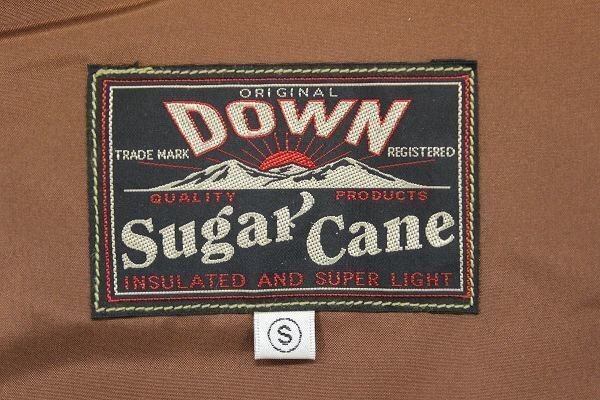 ORIGINAL
DOWN
TRADE MARK REGISTERED
QUALITY PRODUCTS
Sugar Cane
INSULATED AND SUPER LIGHT
S